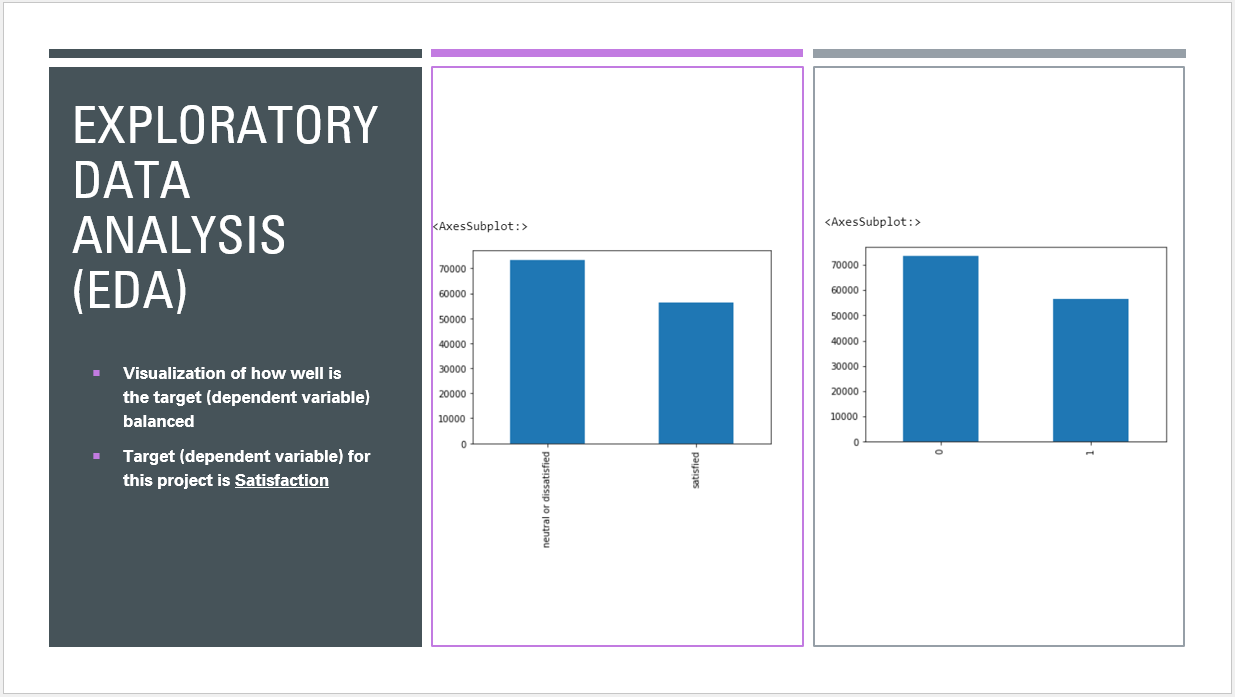 EXPLORATORY
DATA
ANALYSIS
(EDA)
▪ Visualization of how well is
the target (dependent variable)
balanced
▪ Target (dependent variable) for
this project is Satisfaction
<AxesSubplot:>
70000
60000
50000
40000
30000
20000
10000
0
neutral or dissatisfied
satisfied
<AxesSubplot:>
70000
60000
50000
40000
30000
20000
10000
0
0
1